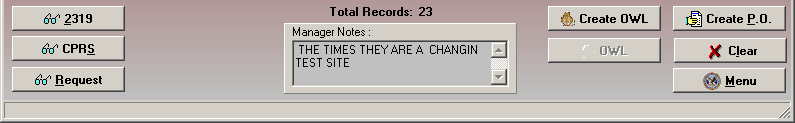 Total Records: 23
2319
CPRS
Request
Manager Notes :
THE TIMES THEY ARE A CHANGIN
TEST SITE
Create OWL
OWL
Create P.O.
Clear
Menu